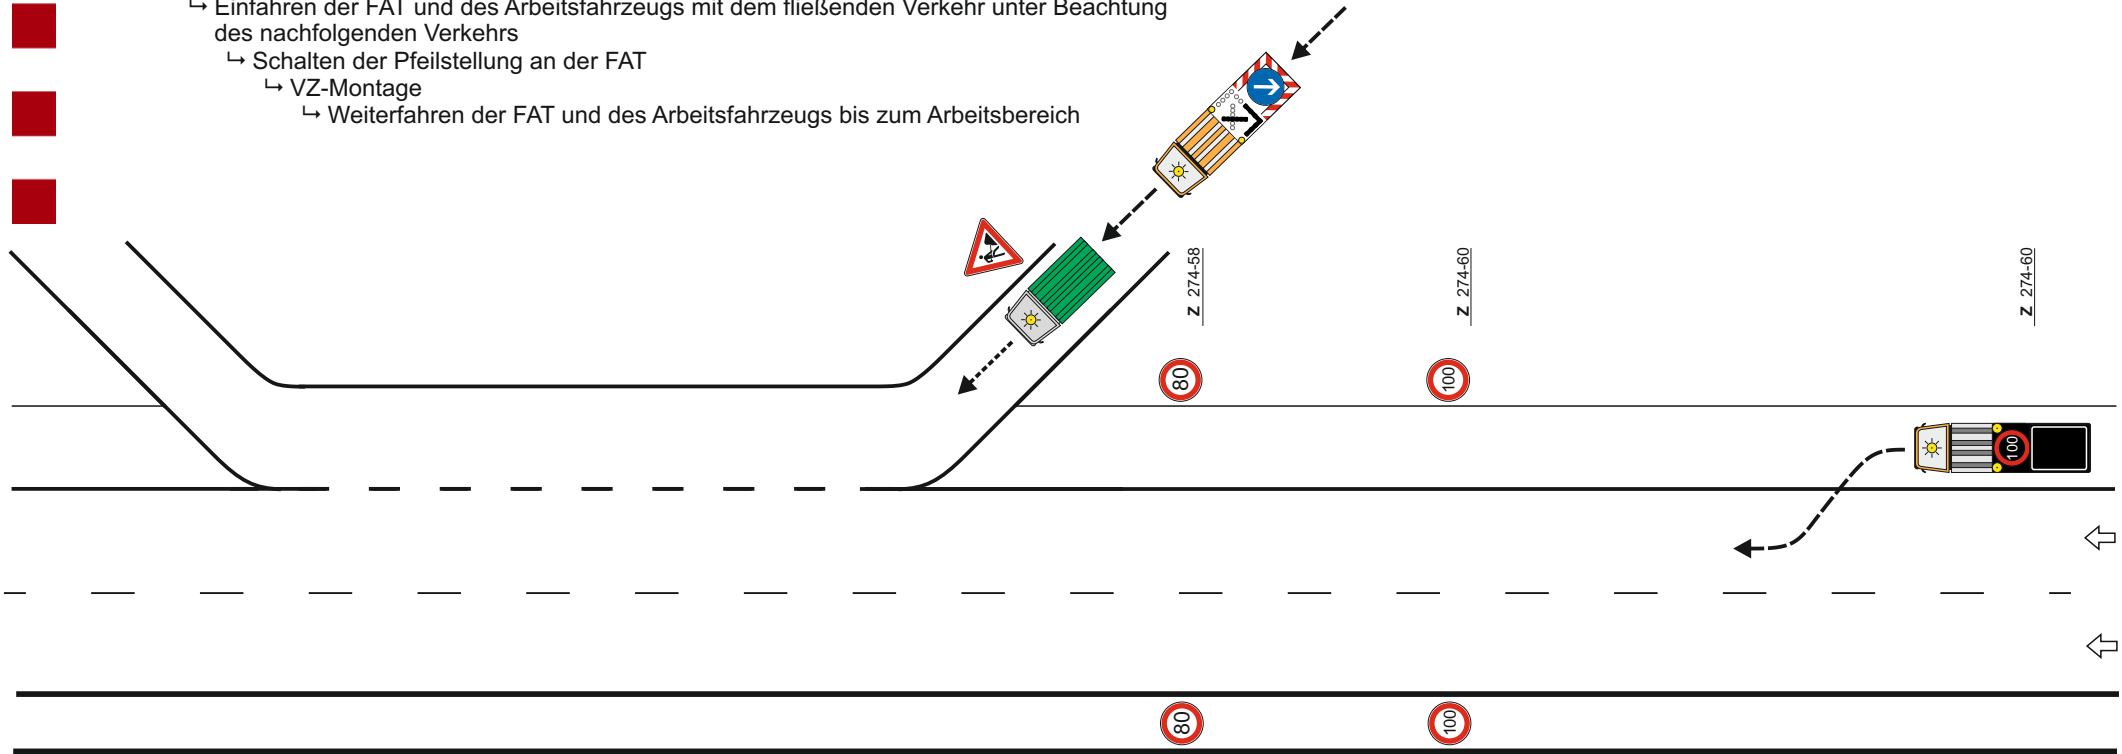 ↳ Einfahren der FAT und des Arbeitsfahrzeugs mit dem fließenden Verkehr unter Beachtung
des nachfolgenden Verkehrs
↳ Schalten der Pfeilstellung an der FAT
↳ VZ-Montage
↳ Weiterfahren der FAT und des Arbeitsfahrzeugs bis zum Arbeitsbereich
Z 274-58
Z 274-60
Z 274-60
80
100
100
80
100